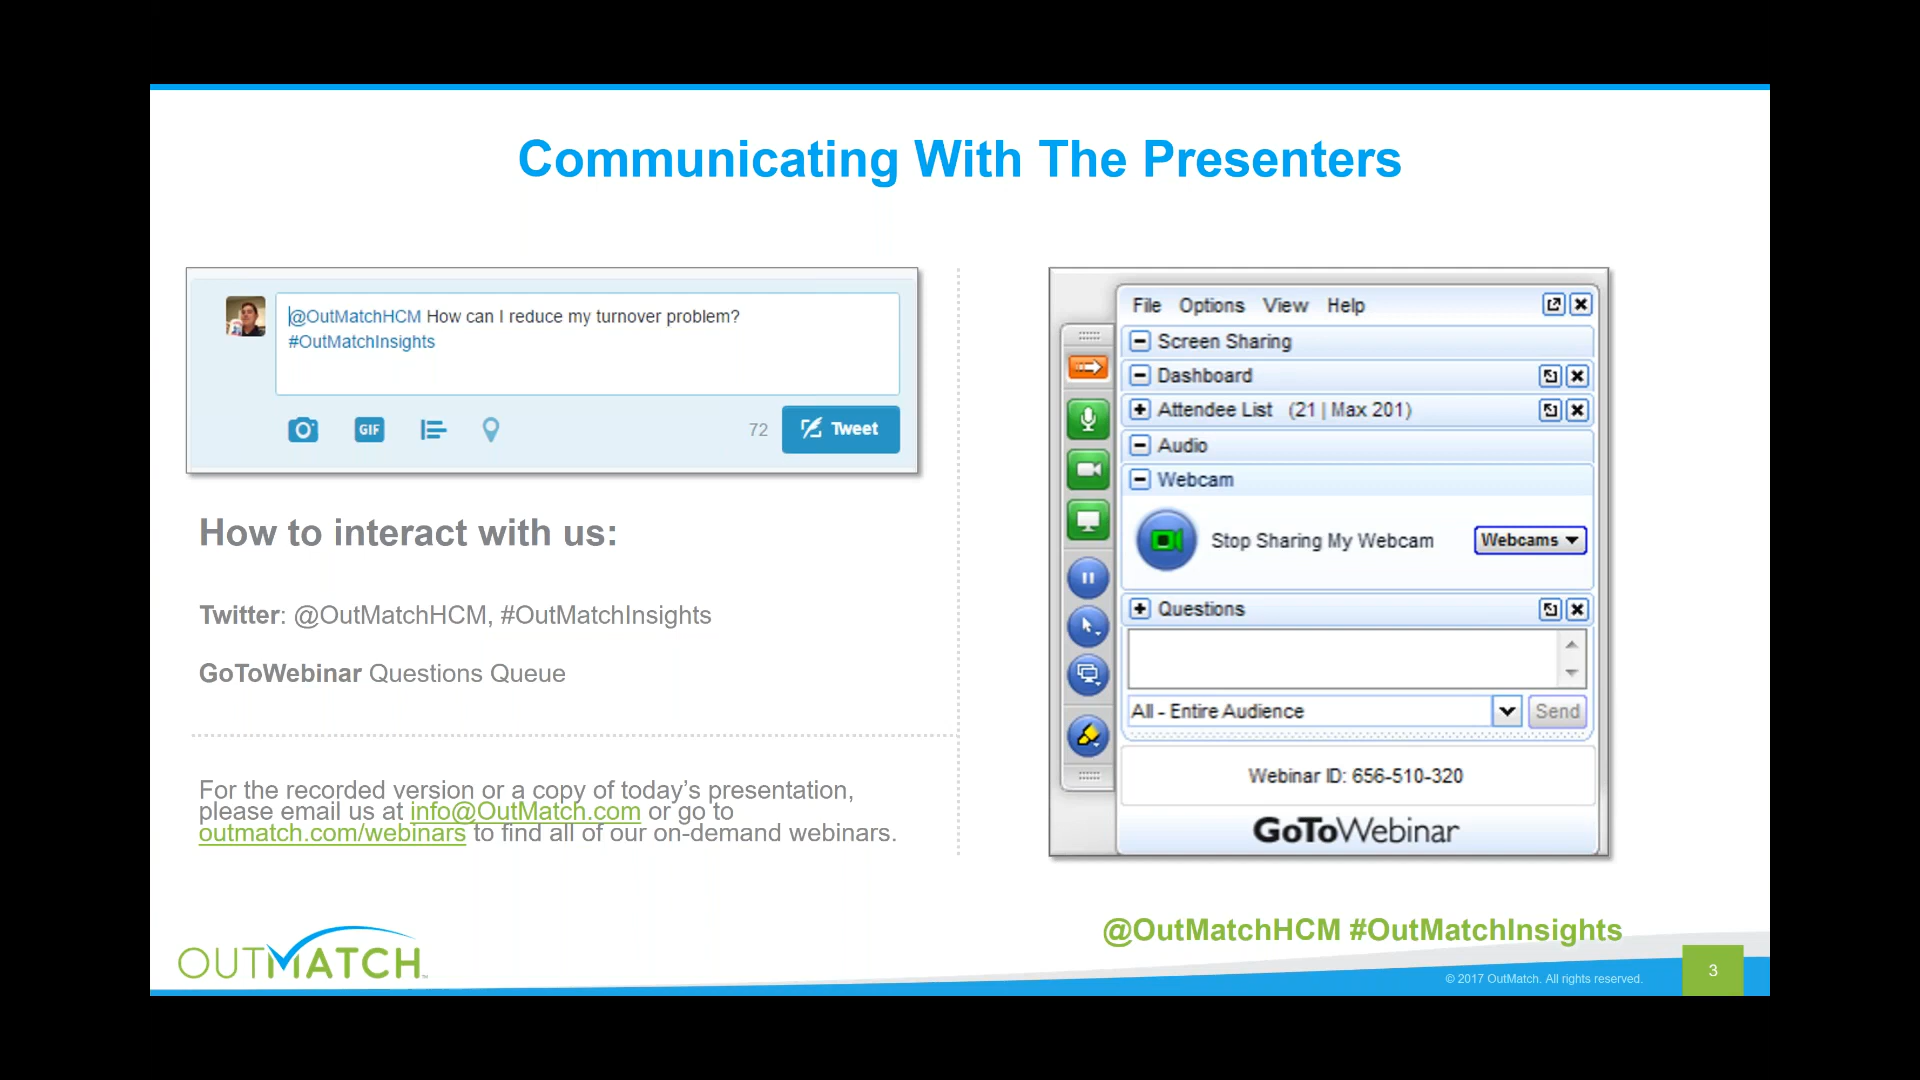 Communicating With The Presenters
@OutMatchHCM How can I reduce my turnover problem?
#OutMatchInsights
GIF
72
Tweet
How to interact with us:
Twitter: @OutMatchHCM, #OutMatchInsights
GoToWebinar Questions Queue
For the recorded version or a copy of today’s presentation,
please email us at info@OutMatch.com or go to
outmatch.com/webinars to find all of our on-demand webinars.
File Options View Help
Screen Sharing
Dashboard
Attendee List (21 | Max 201)
Audio
Webcam
Stop Sharing My Webcam
Webcams
Questions
All - Entire Audience
Send
Webinar ID: 656-510-320
GoToWebinar
@OutMatchHCM #OutMatchInsights
OUTMATCH
© 2017 OutMatch. All rights reserved.
3